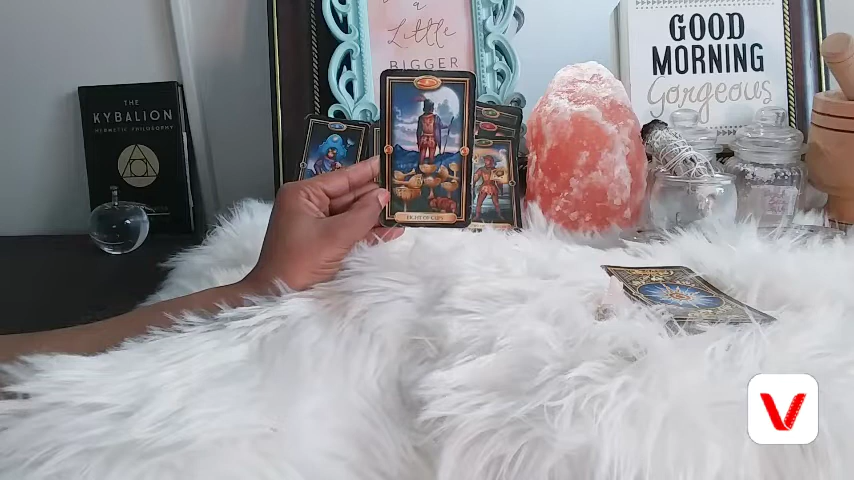 a
Little
BIGGER
GOOD
MORNING
Gorgeous
THE
KYBALION
HERMETIC PHILOSOPHY
EIGHT OF CUPS